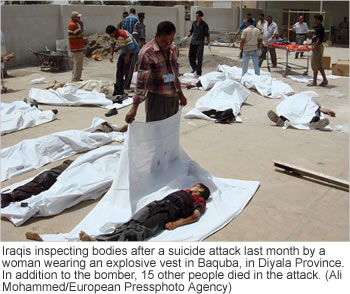 Iraqis inspecting bodies after a suicide attack last month by a
woman wearing an explosive vest in Baquba, in Diyala Province.
In addition to the bomber, 15 other people died in the attack. (Ali
Mohammed/European Pressphoto Agency)